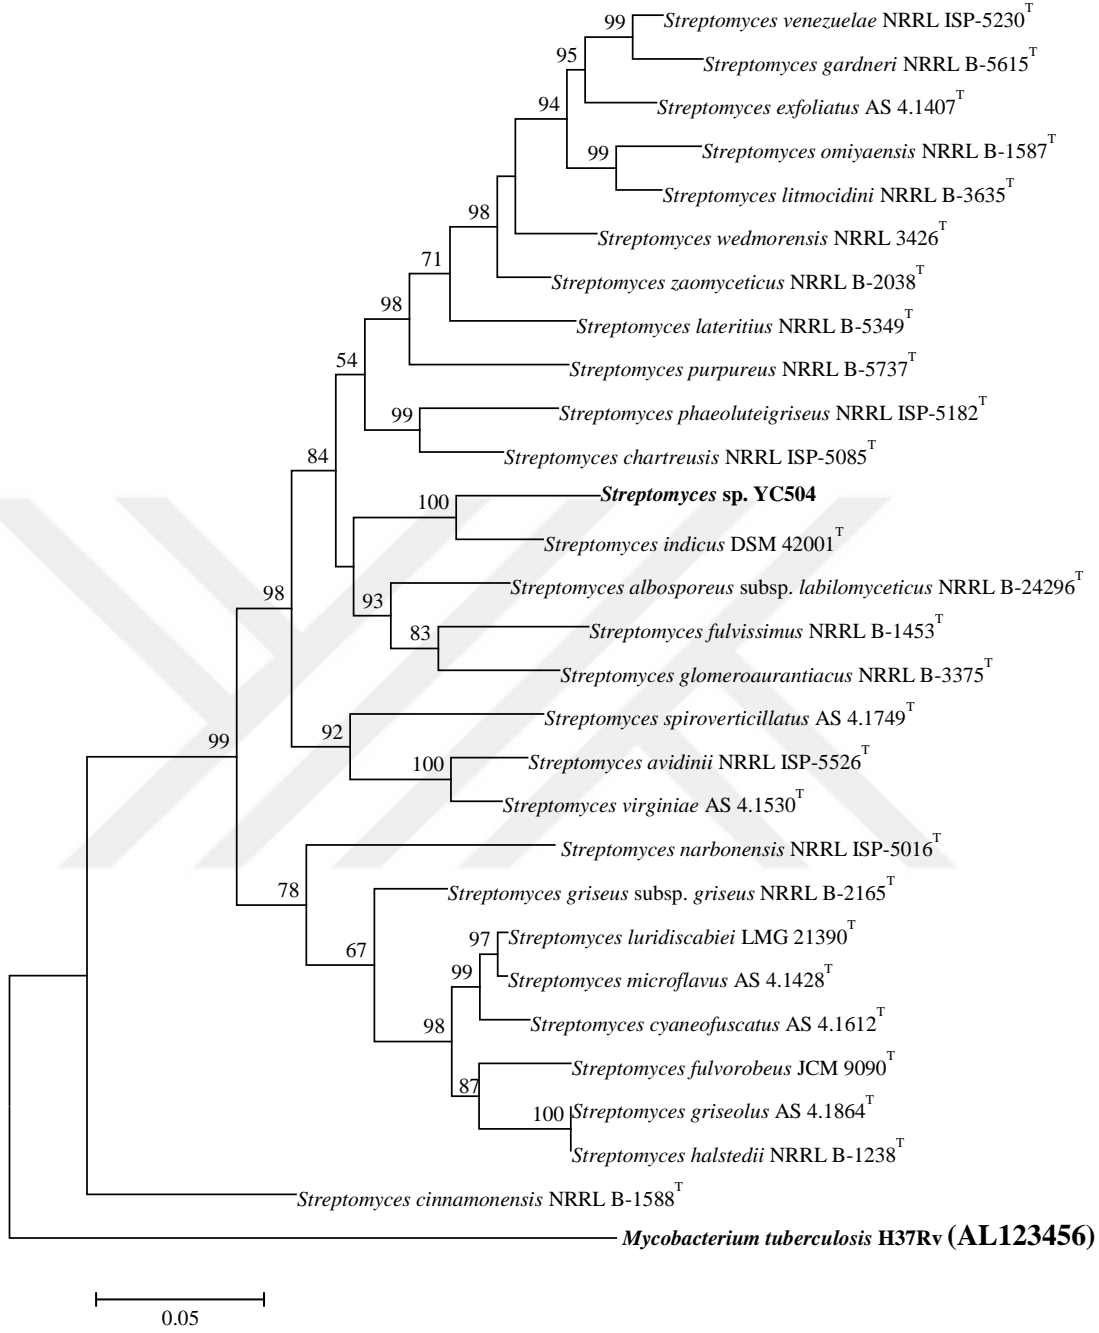 99 Streptomyces venezuelae NRRL ISP-5230T
Streptomyces gardneri NRRL B-5615T
95
Streptomyces exfoliatus AS 4.1407T
94
Streptomyces omiyaensis NRRL B-1587T
99
Streptomyces litmocidini NRRL B-3635T
98
Streptomyces wedmorensis NRRL 3426T
71
Streptomyces zaomyceticus NRRL B-2038T
98
Streptomyces lateritius NRRL B-5349T
54
Streptomyces purpureus NRRL B-5737T
99 Streptomyces phaeoluteigriseus NRRL ISP-5182T
84 Streptomyces chartreusis NRRL ISP-5085T
100 Streptomyces sp. YC504
Streptomyces indicus DSM 42001T
98 Streptomyces albosporeus subsp. labilomyceticus NRRL B-24296T
93
83 Streptomyces fulvissimus NRRL B-1453T
Streptomyces glomeroaurantiacus NRRL B-3375T
92 Streptomyces spiroverticillatus AS 4.1749T
99
100 Streptomyces avidinii NRRL ISP-5526T
Streptomyces virginiae AS 4.1530T
Streptomyces narbonensis NRRL ISP-5016T
78 Streptomyces griseus subsp. griseus NRRL B-2165T
97 Streptomyces luridiscabiei LMG 21390T
67
99 Streptomyces microflavus AS 4.1428T
98 Streptomyces cyaneofuscatus AS 4.1612T
Streptomyces fulvorobeus JCM 9090T
87
100 Streptomyces griseolus AS 4.1864T
Streptomyces halstedii NRRL B-1238T
Streptomyces cinnamonensis NRRL B-1588T
Mycobacterium tuberculosis H37Rv (AL123456)
0.05